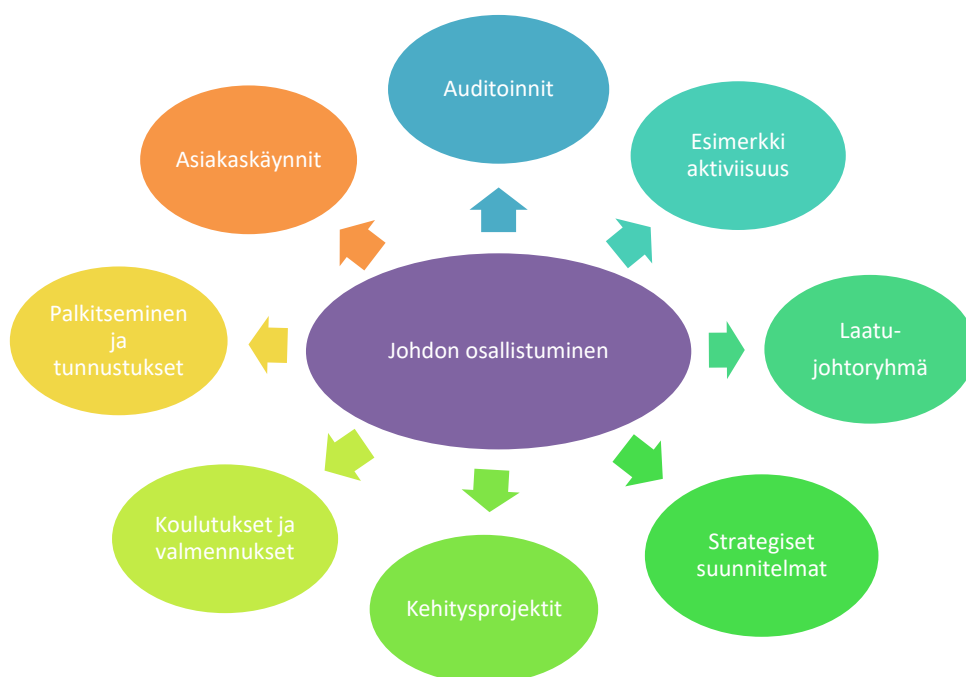 Auditoinnit
Esimerkki
aktiviisuus
Laatu-
johtoryhmä
Strategiset
suunnitelmat
Kehitysprojektit
Koulutukset ja
valmennukset
Palkitseminen
ja
tunnustukset
Asiakaskäynnit
Johdon osallistuminen